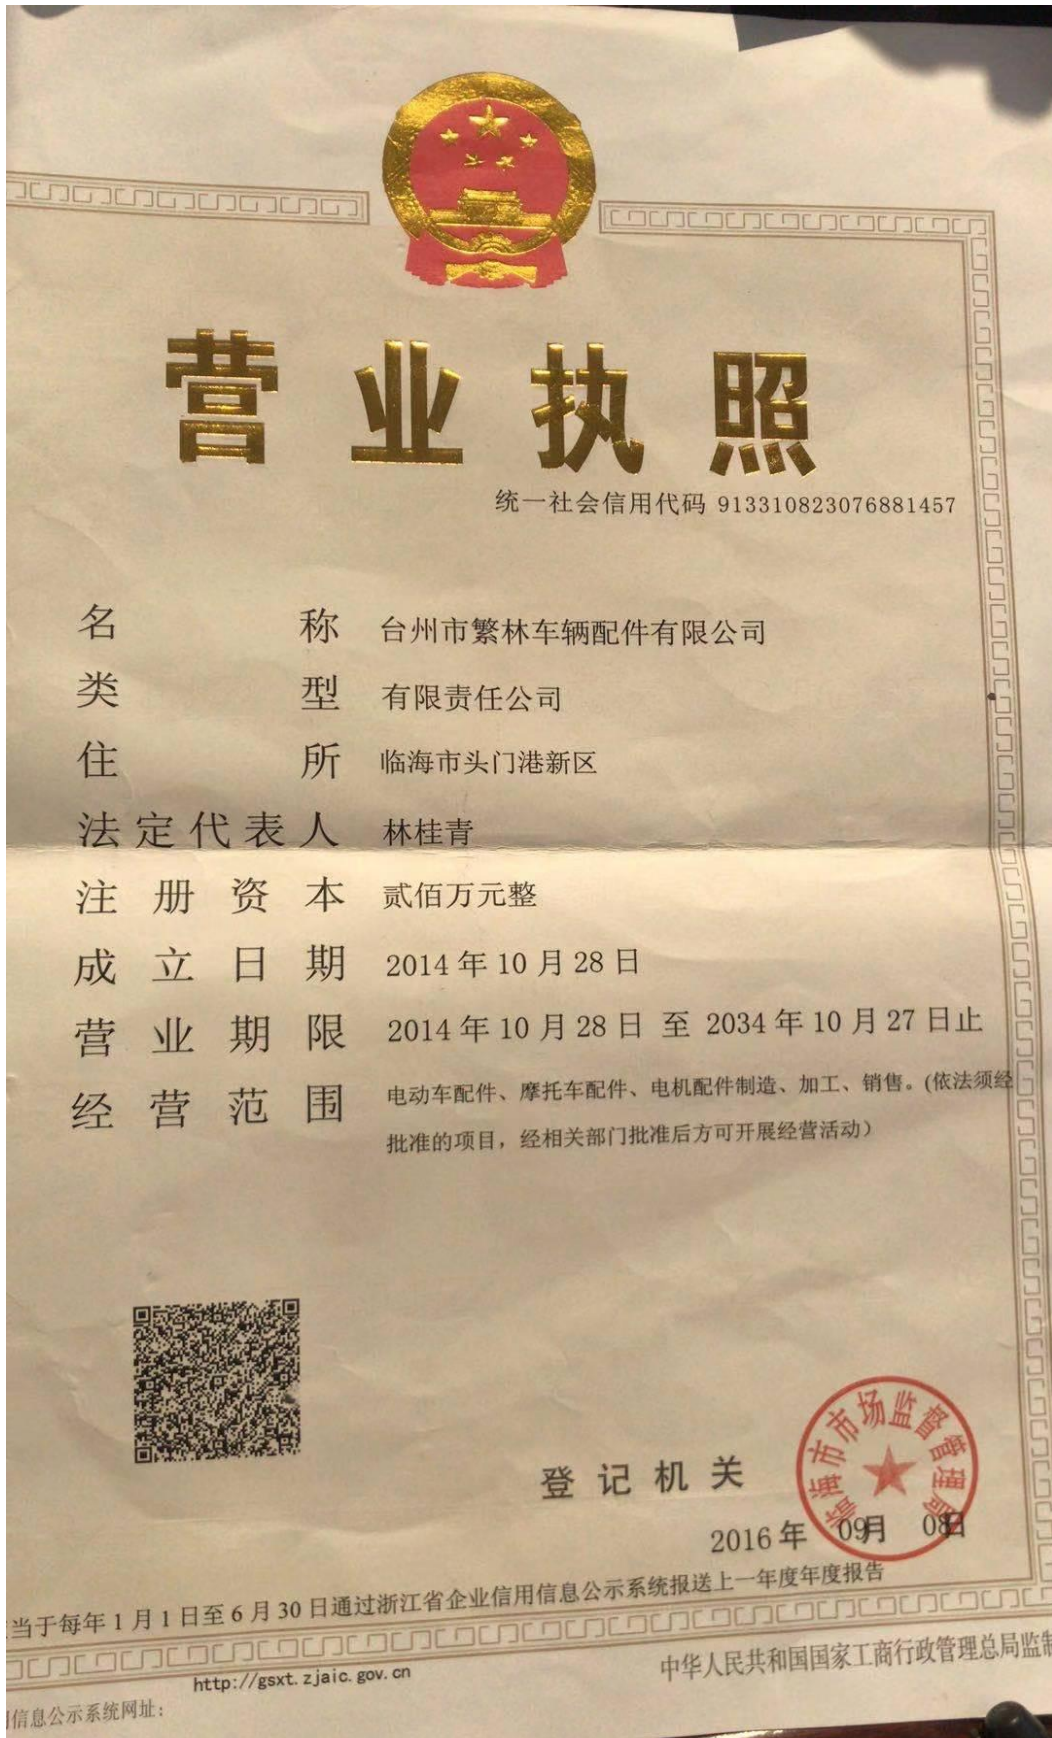 营业执照
统一社会信用代码 913310823076881457
名称 台州市繁林车辆配件有限公司
类型 有限责任公司
住所 临海市头门港新区
法定代表人 林桂青
注册资本 贰佰万元整
成立日期 2014年10月28日
营业期限 2014年10月28日 至 2034年10月27日止
经营范围 电动车配件、摩托车配件、电机配件制造、加工、销售。(依法须经
批准的项目，经相关部门批准后方可开展经营活动）
临海市市场监督管理局
登记机关
2016年 09月 08日
当于每年1月1日至6月30日通过浙江省企业信用信息公示系统报送上一年度年度报告
http://gsxt.zjaic.gov.cn
中华人民共和国国家工商行政管理总局监制
信息公示系统网址：